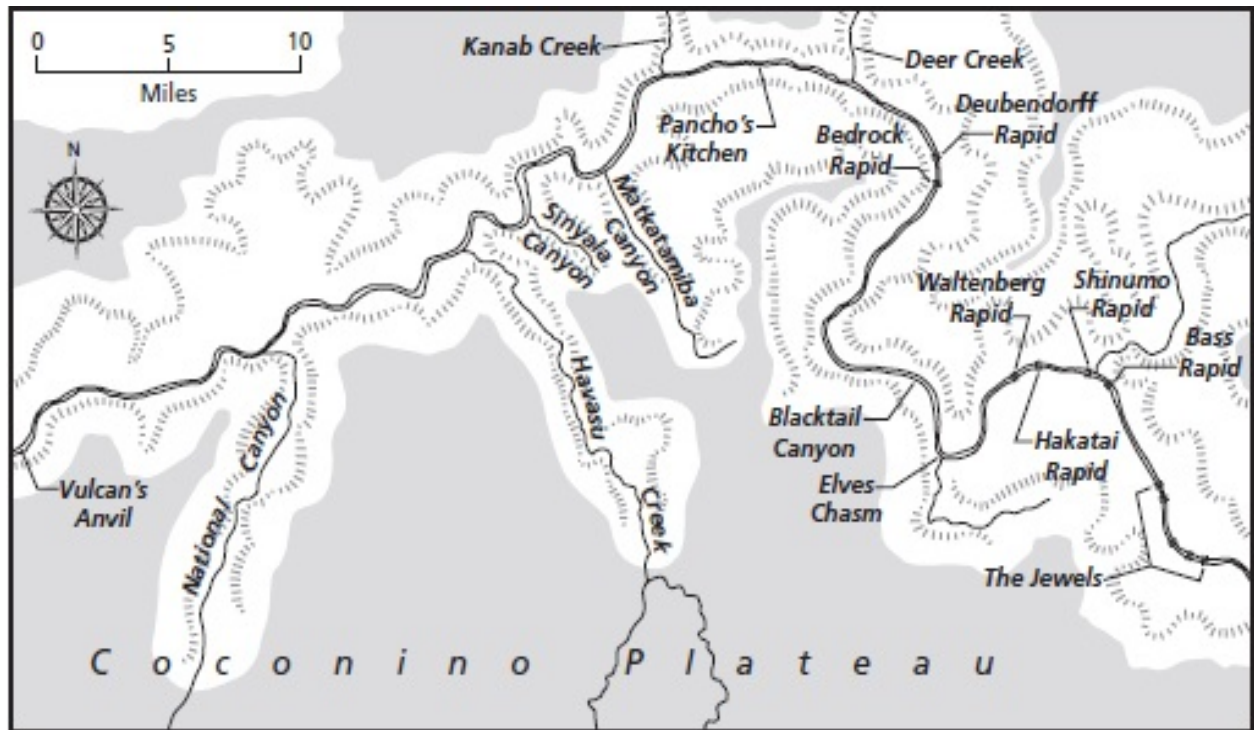 0 5 10
Miles
N
Kanab Creek
Deer Creek
Pancho's
Kitchen
Deubendorff
Rapid
Bedrock
Rapid
Matkatamiba
Canyon
Sinyala
Canyon
Waltenberg
Rapid
Shinumo
Rapid
Bass
Rapid
Havasu
Creek
Blacktail
Canyon
Hakatai
Rapid
Elves
Chasm
National Canyon
Vulcan's
Anvil
The Jewels
Coconino Plateau